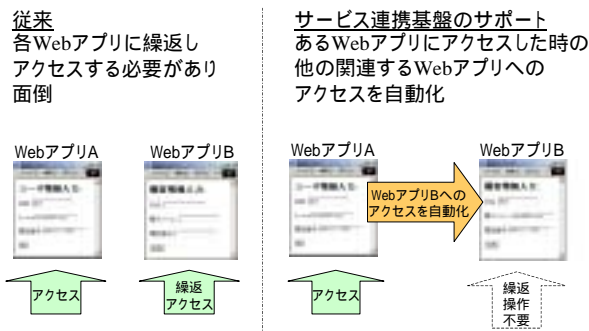 従来
各Webアプリに繰返し
アクセスする必要があり
面倒
WebアプリA
WebアプリB
アクセス
繰返
アクセス
サービス連携基盤のサポート
あるWebアプリにアクセスした時の
他の関連するWebアプリへの
アクセスを自動化
WebアプリA
WebアプリB
WebアプリBへの
アクセスを自動化
アクセス
繰返
操作
不要